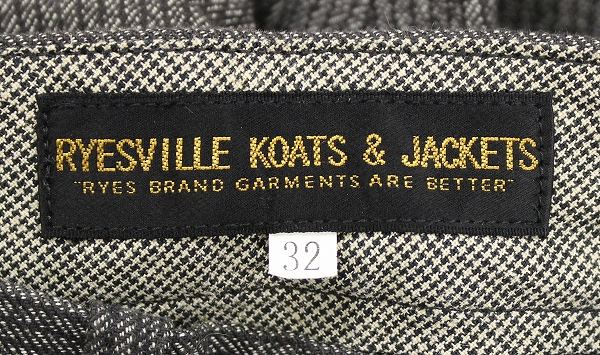 RYESVILLE KOATS & JACKETS
"RYES BRAND GARMENTS ARE BETTER"
32